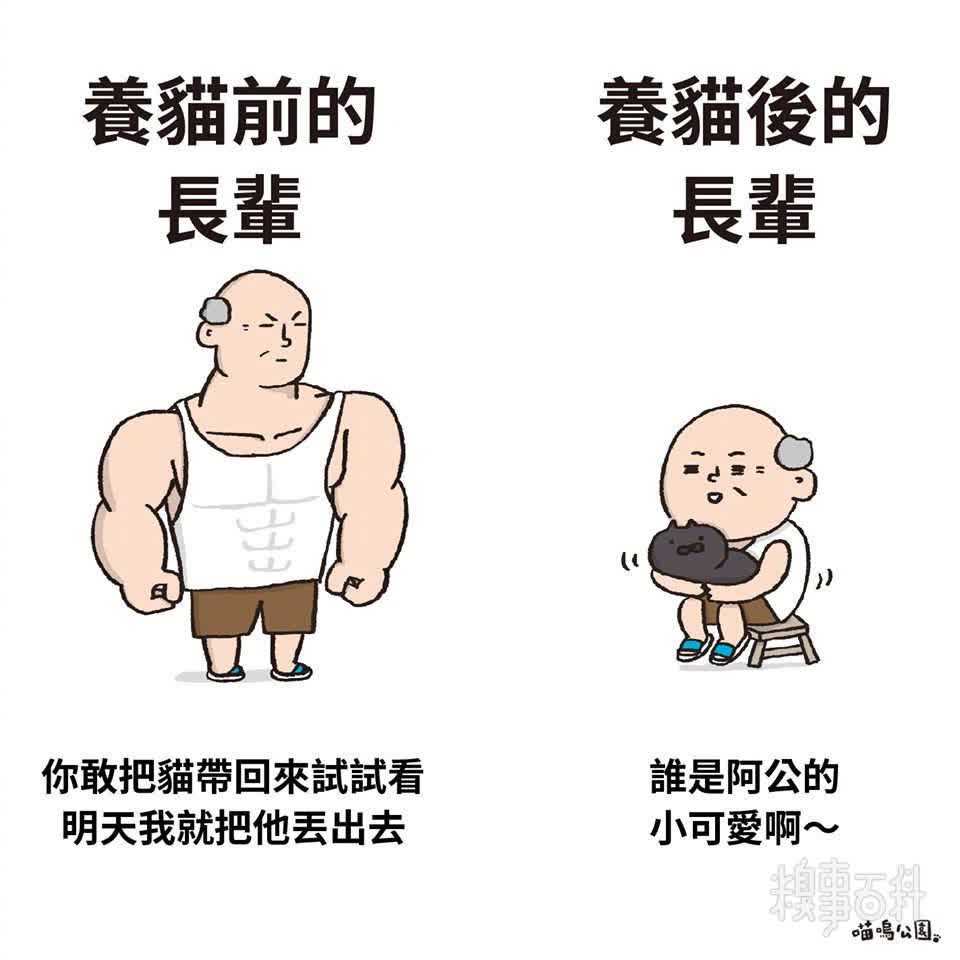 養貓前的
長輩
養貓後的
長輩
你敢把貓帶回來試試看
明天我就把他丟出去
誰是阿公的
小可愛啊～
糗事百科
喵嗚公園